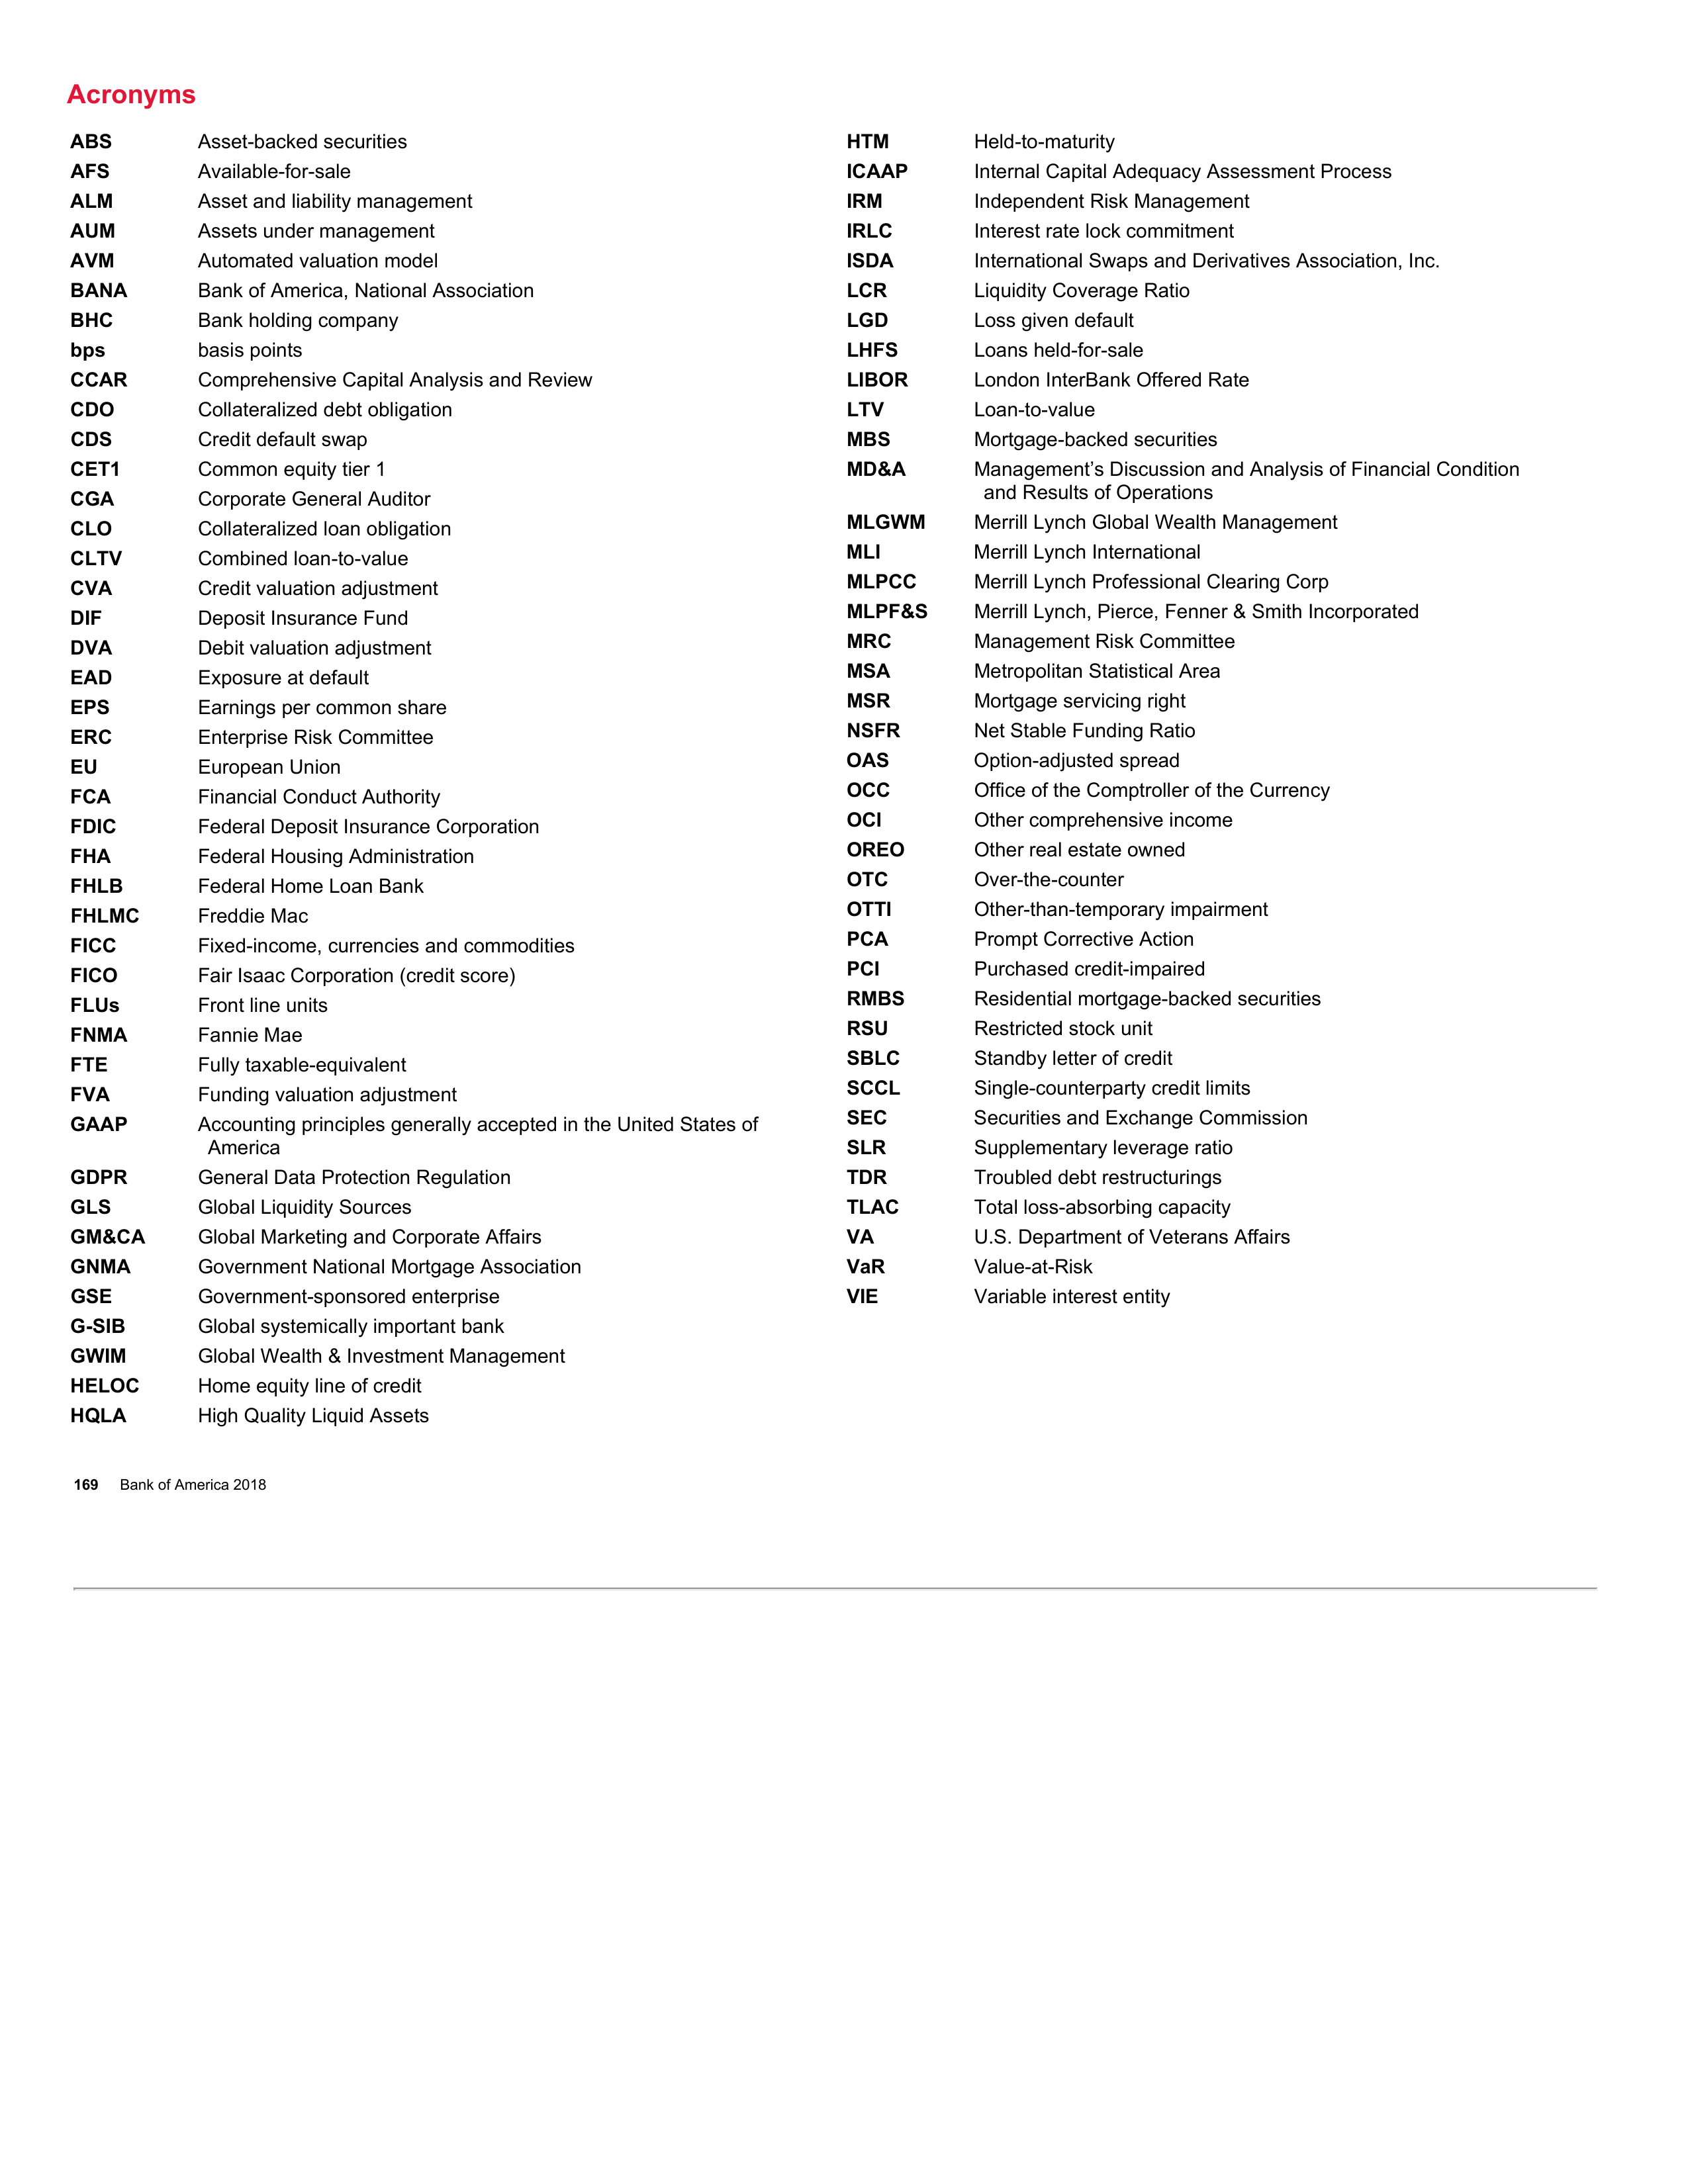 Acronyms
ABS Asset-backed securities
AFS Available-for-sale
ALM Asset and liability management
AUM Assets under management
AVM Automated valuation model
BANA Bank of America, National Association
BHC Bank holding company
bps basis points
CCAR Comprehensive Capital Analysis and Review
CDO Collateralized debt obligation
CDS Credit default swap
CET1 Common equity tier 1
CGA Corporate General Auditor
CLO Collateralized loan obligation
CLTV Combined loan-to-value
CVA Credit valuation adjustment
DIF Deposit Insurance Fund
DVA Debit valuation adjustment
EAD Exposure at default
EPS Earnings per common share
ERC Enterprise Risk Committee
EU European Union
FCA Financial Conduct Authority
FDIC Federal Deposit Insurance Corporation
FHA Federal Housing Administration
FHLB Federal Home Loan Bank
FHLMC Freddie Mac
FICC Fixed-income, currencies and commodities
FICO Fair Isaac Corporation (credit score)
FLUs Front line units
FNMA Fannie Mae
FTE Fully taxable-equivalent
FVA Funding valuation adjustment
GAAP Accounting principles generally accepted in the United States of
America
GDPR General Data Protection Regulation
GLS Global Liquidity Sources
GM&CA Global Marketing and Corporate Affairs
GNMA Government National Mortgage Association
GSE Government-sponsored enterprise
G-SIB Global systemically important bank
GWIM Global Wealth & Investment Management
HELOC Home equity line of credit
HQLA High Quality Liquid Assets
HTM Held-to-maturity
ICAAP Internal Capital Adequacy Assessment Process
IRM Independent Risk Management
IRLC Interest rate lock commitment
ISDA International Swaps and Derivatives Association, Inc.
LCR Liquidity Coverage Ratio
LGD Loss given default
LHFS Loans held-for-sale
LIBOR London InterBank Offered Rate
LTV Loan-to-value
MBS Mortgage-backed securities
MD&A Management’s Discussion and Analysis of Financial Condition
and Results of Operations
MLGWM Merrill Lynch Global Wealth Management
MLI Merrill Lynch International
MLPCC Merrill Lynch Professional Clearing Corp
MLPF&S Merrill Lynch, Pierce, Fenner & Smith Incorporated
MRC Management Risk Committee
MSA Metropolitan Statistical Area
MSR Mortgage servicing right
NSFR Net Stable Funding Ratio
OAS Option-adjusted spread
OCC Office of the Comptroller of the Currency
OCI Other comprehensive income
OREO Other real estate owned
OTC Over-the-counter
OTTI Other-than-temporary impairment
PCA Prompt Corrective Action
PCI Purchased credit-impaired
RMBS Residential mortgage-backed securities
RSU Restricted stock unit
SBLC Standby letter of credit
SCCL Single-counterparty credit limits
SEC Securities and Exchange Commission
SLR Supplementary leverage ratio
TDR Troubled debt restructurings
TLAC Total loss-absorbing capacity
VA U.S. Department of Veterans Affairs
VaR Value-at-Risk
VIE Variable interest entity
169 Bank of America 2018